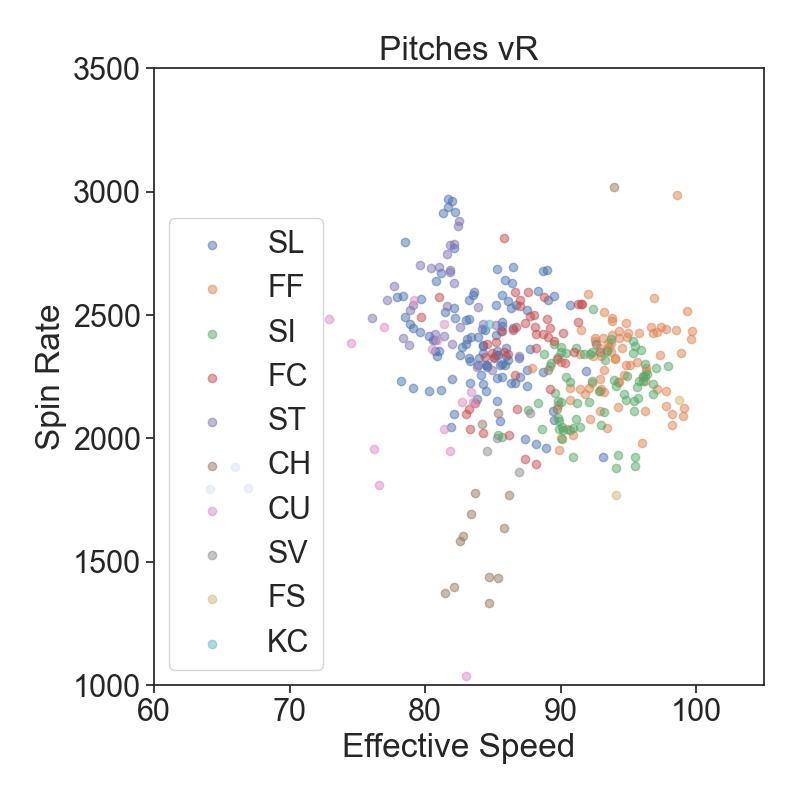 Pitches vR
3500
3000
2500
2000
1500
1000
Spin Rate
SL
FF
SI
FC
ST
CH
CU
SV
FS
KC
60 70 80 90 100
Effective Speed